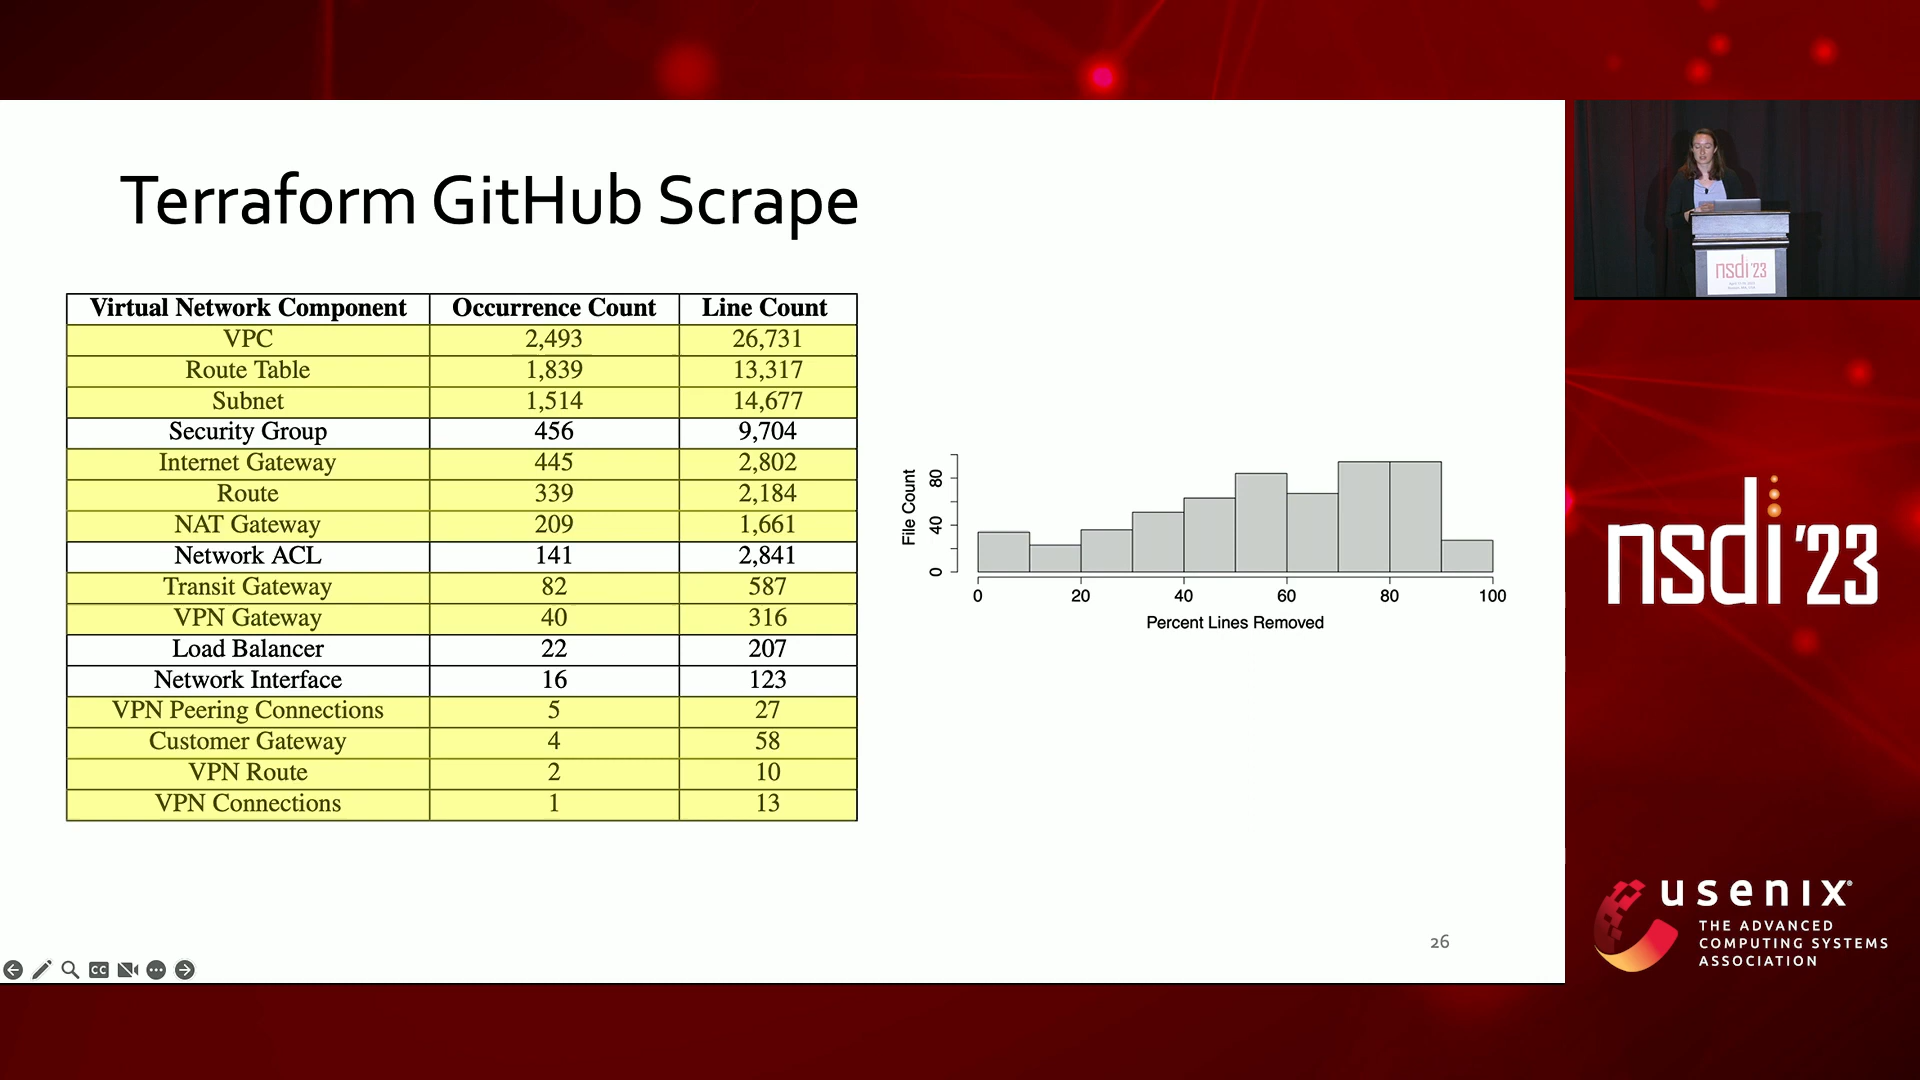 Terraform GitHub Scrape
Virtual Network Component Occurrence Count Line Count
VPC 2,493 26,731
Route Table 1,839 13,317
Subnet 1,514 14,677
Security Group 456 9,704
Internet Gateway 445 2,802
Route 339 2,184
NAT Gateway 209 1,661
Network ACL 141 2,841
Transit Gateway 82 587
VPN Gateway 40 316
Load Balancer 22 207
Network Interface 16 123
VPN Peering Connections 5 27
Customer Gateway 4 58
VPN Route 2 10
VPN Connections 1 13
File Count
80
40
0
0 20 40 60 80 100
Percent Lines Removed
26
CC
nsdi '23
nsdi '23
usenix®
THE ADVANCED
COMPUTING SYSTEMS
ASSOCIATION